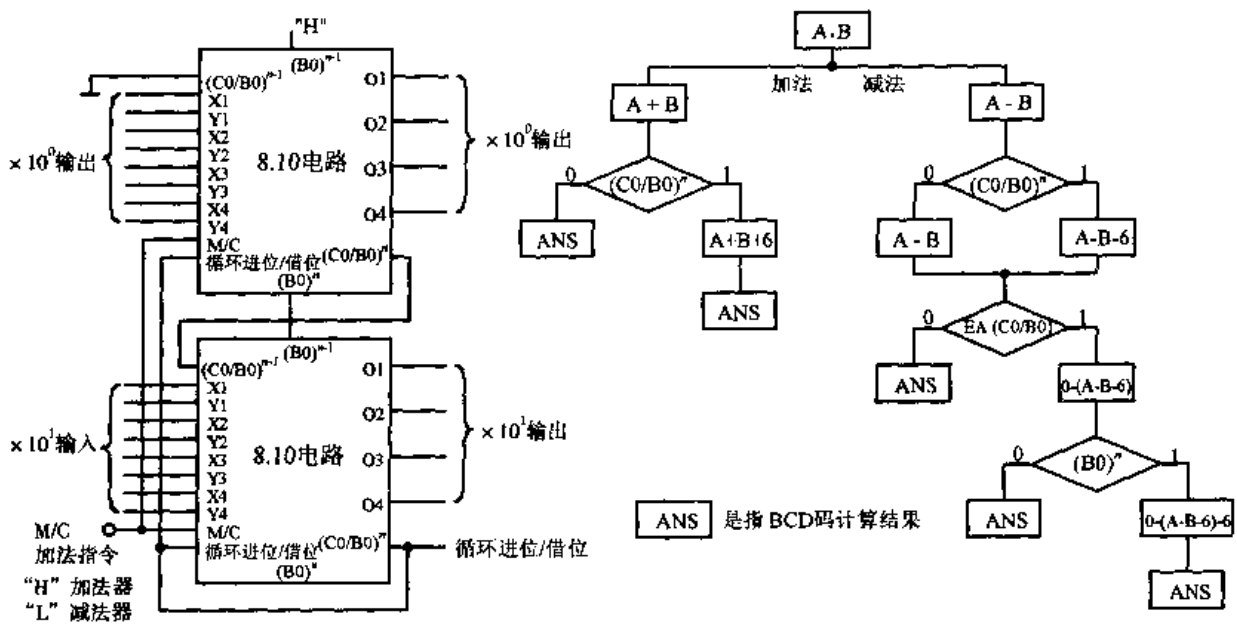 "H"
(B0)ⁿ⁻¹
(C0/B0)ⁿ⁻¹
X1
Y1
X2
Y2
X3
Y3
X4
Y4
M/C
循环进位/借位
(C0/B0)ⁿ
(B0)ⁿ
8.10电路
O1
O2
O3
O4
×10⁰输出
×10⁰输出
(B0)ⁿ⁻¹
(C0/B0)ⁿ⁻¹
X1
Y1
X2
Y2
X3
Y3
X4
Y4
M/C
循环进位/借位
(C0/B0)ⁿ
(B0)ⁿ
8.10电路
O1
O2
O3
O4
×10¹输入
×10¹输出
循环进位/借位
M/C
加法指令
"H" 加法器
"L" 减法器
A.B
加法 减法
A + B
A - B
0 (C0/B0)ⁿ 1
0 (C0/B0)ⁿ 1
ANS
A+B+6
A - B
A-B-6
ANS
0 EA (C0/B0) 1
ANS
0-(A-B-6)
0 (B0)ⁿ 1
ANS
0-(A-B-6)-6
ANS
ANS 是指 BCD码计算结果